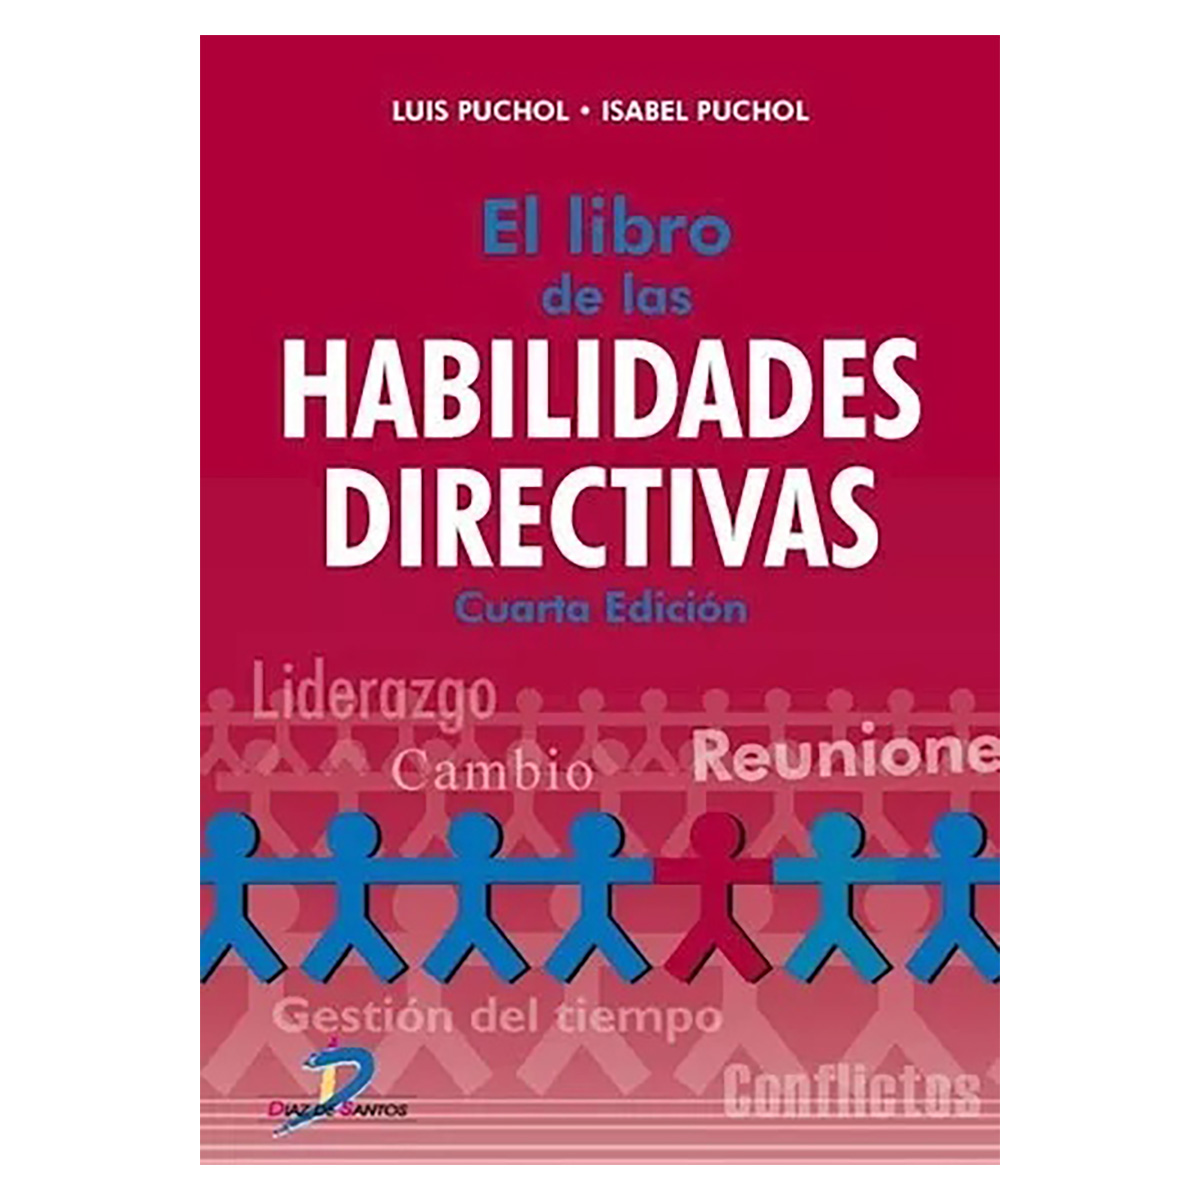 LUIS PUCHOL • ISABEL PUCHOL
El libro
de las
HABILIDADES
DIRECTIVAS
Cuarta Edición
Liderazgo
Reunione
Cambio
Gestión del tiempo
Conflictos
DIAZ DE SANTOS